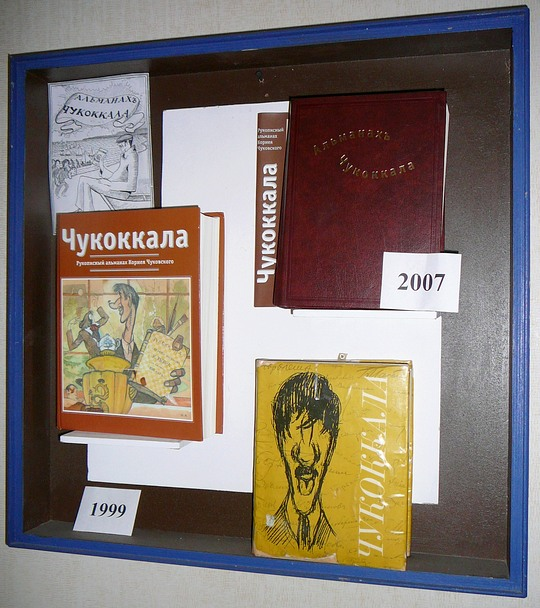 АЛЬМАНАХЪ
ЧУКОККАЛА
Чукоккала
Рукописный альманах Корнея Чуковского
1999
Рукописный
альманах
Корнея
Чуковского
Чукоккала
Альманахъ
Чукоккала
2007
ЧУКОККАЛА